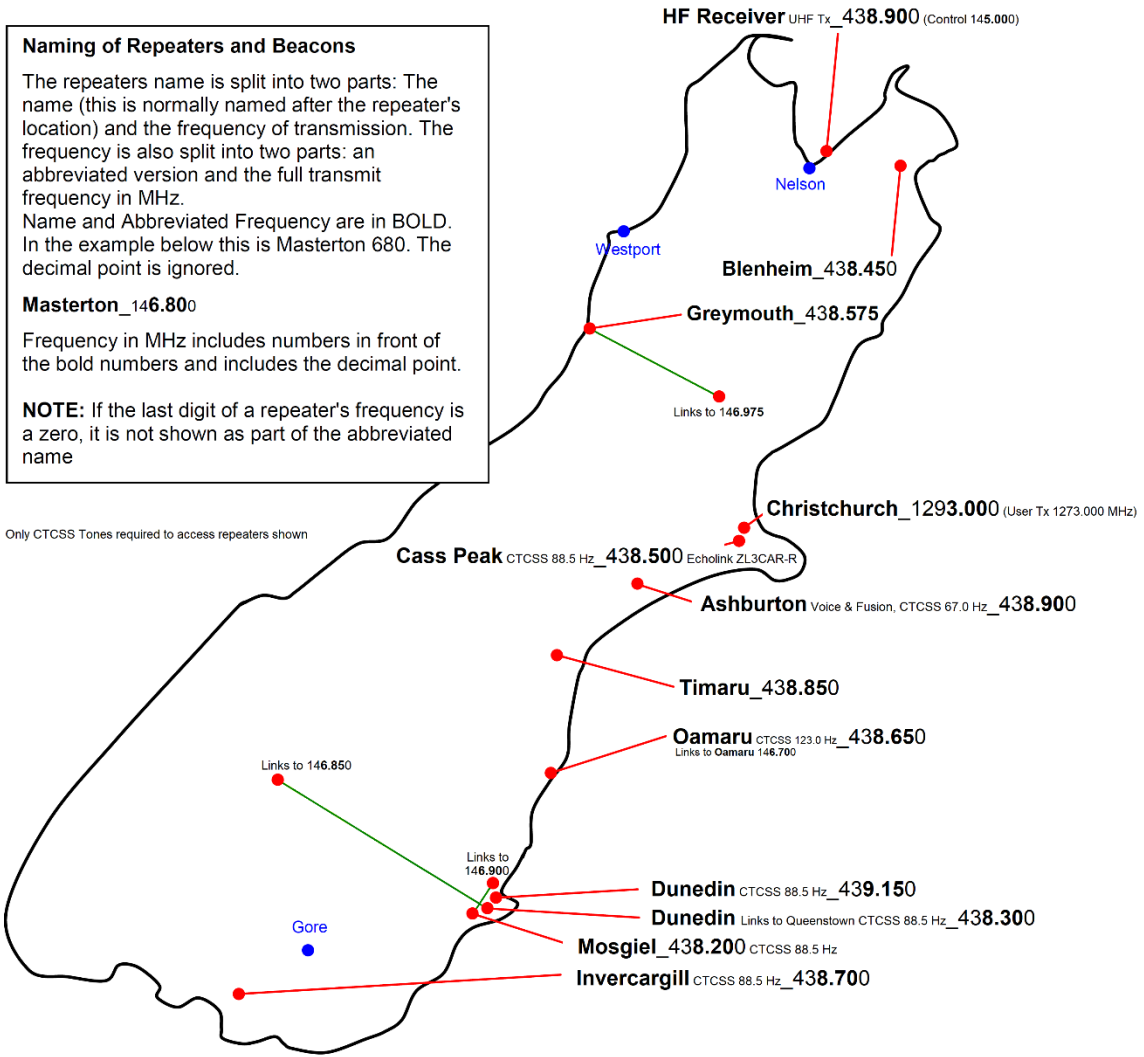 HF Receiver UHF Tx_438.900 (Control 145.000)
Naming of Repeaters and Beacons
The repeaters name is split into two parts: The
name (this is normally named after the repeater's
location) and the frequency of transmission. The
frequency is also split into two parts: an
abbreviated version and the full transmit
frequency in MHz.
Name and Abbreviated Frequency are in BOLD.
In the example below this is Masterton 680. The
decimal point is ignored.
Masterton_146.800
Frequency in MHz includes numbers in front of
the bold numbers and includes the decimal point.
NOTE: If the last digit of a repeater's frequency is
a zero, it is not shown as part of the abbreviated
name
Nelson
Westport
Blenheim_438.450
Greymouth_438.575
Links to 146.975
Christchurch_1293.000 (User Tx 1273.000 MHz)
Only CTCSS Tones required to access repeaters shown
Cass Peak CTCSS 88.5 Hz_438.500 Echolink ZL3CAR-R
Ashburton Voice & Fusion, CTCSS 67.0 Hz_438.900
Timaru_438.850
Oamaru CTCSS 123.0 Hz_438.650
Links to Oamaru 146.700
Links to 146.850
Links to
146.900
Dunedin CTCSS 88.5 Hz_439.150
Dunedin Links to Queenstown CTCSS 88.5 Hz_438.300
Gore
Mosgiel_438.200 CTCSS 88.5 Hz
Invercargill CTCSS 88.5 Hz_438.700